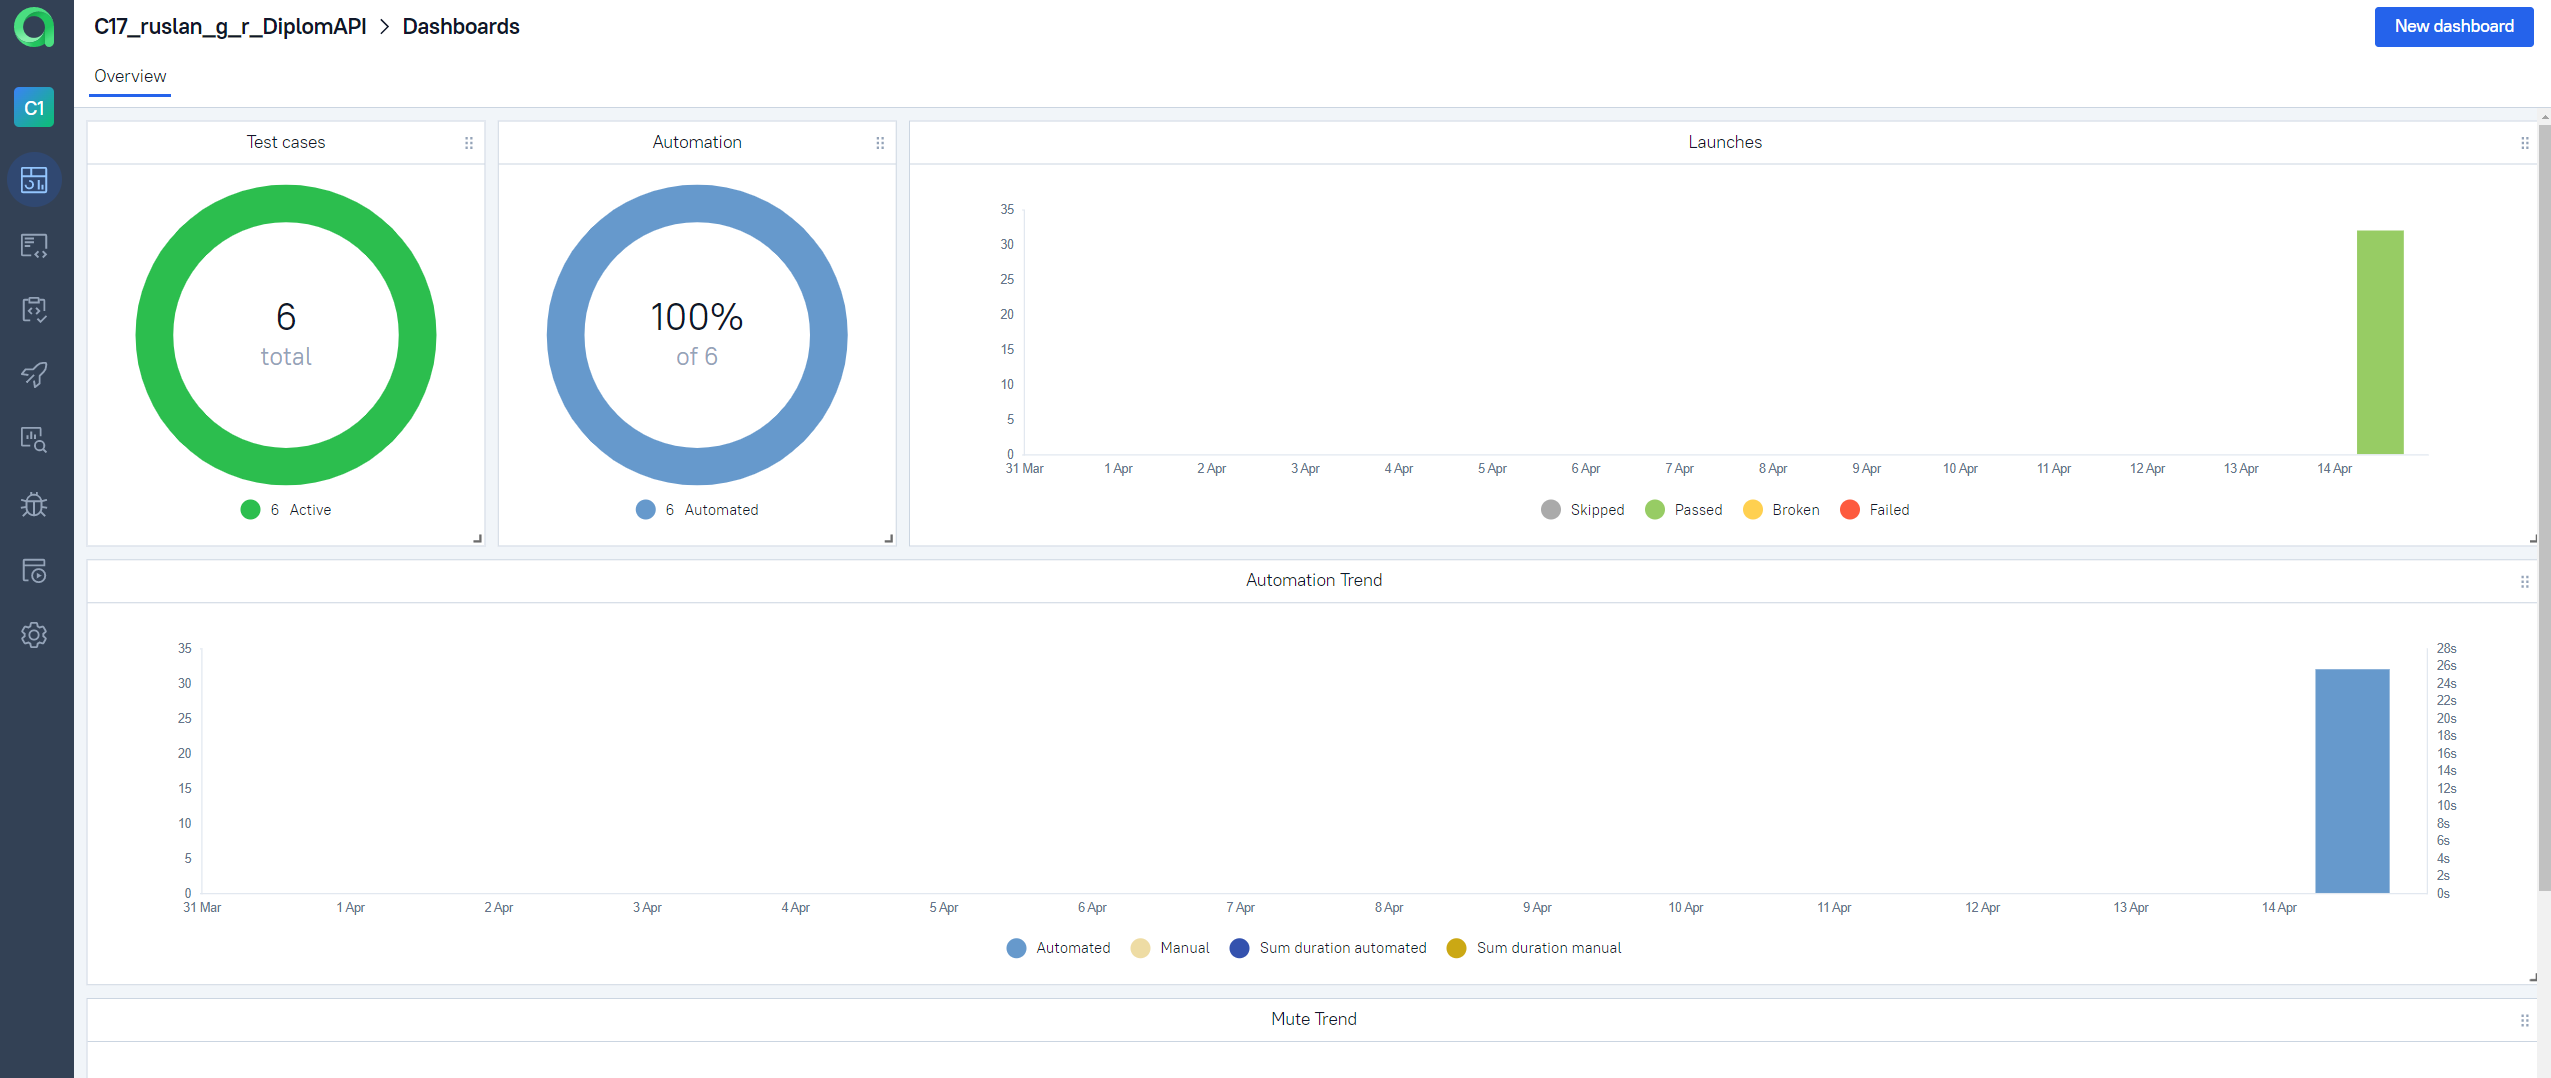 C17_ruslan_g_r_DiplomAPI > Dashboards
New dashboard
Overview
C1
Test cases
6
total
6 Active
Automation
100%
of 6
6 Automated
Launches
35
30
25
20
15
10
5
0
31 Mar 1 Apr 2 Apr 3 Apr 4 Apr 5 Apr 6 Apr 7 Apr 8 Apr 9 Apr 10 Apr 11 Apr 12 Apr 13 Apr 14 Apr
Skipped Passed Broken Failed
Automation Trend
35
30
25
20
15
10
5
0
28s
26s
24s
22s
20s
18s
16s
14s
12s
10s
8s
6s
4s
2s
0s
31 Mar 1 Apr 2 Apr 3 Apr 4 Apr 5 Apr 6 Apr 7 Apr 8 Apr 9 Apr 10 Apr 11 Apr 12 Apr 13 Apr 14 Apr
Automated Manual Sum duration automated Sum duration manual
Mute Trend